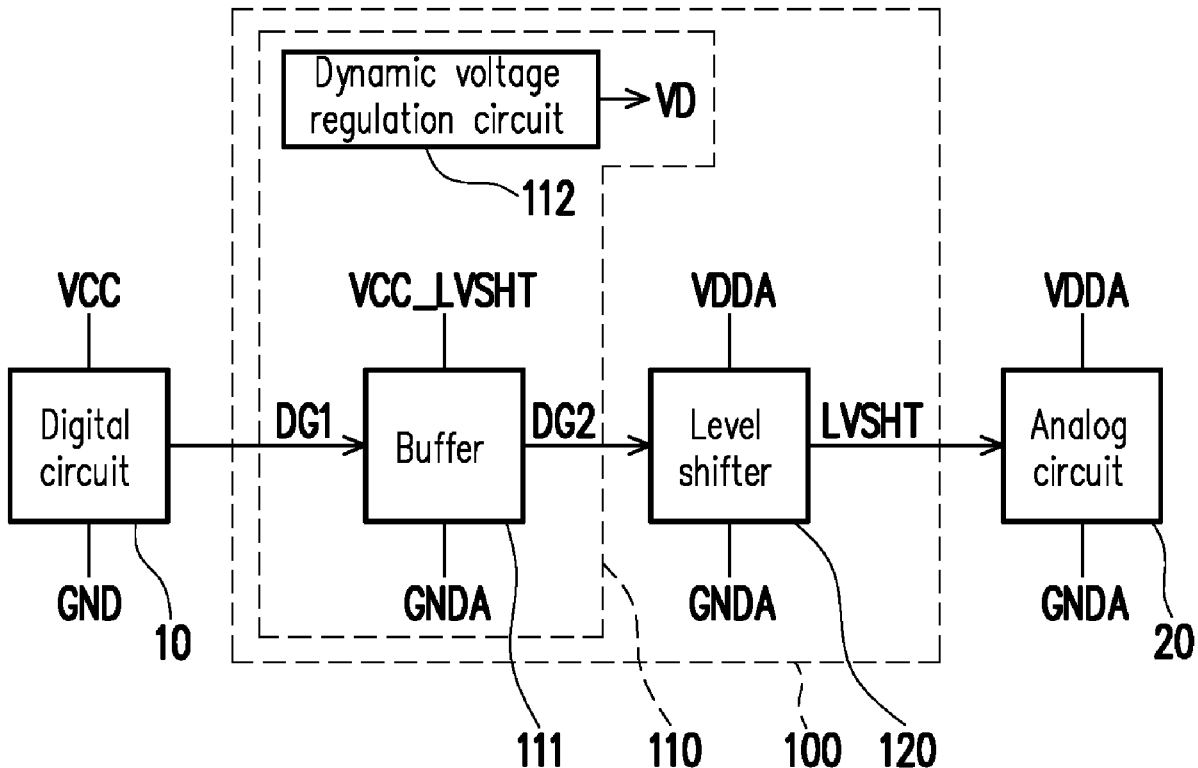 Dynamic voltage
regulation circuit
VD
112
VCC
VCC_LVSHT
VDDA
VDDA
Digital
circuit
DG1
Buffer
DG2
Level
shifter
LVSHT
Analog
circuit
GND
GNDA
GNDA
GNDA
10
20
111
110
100
120